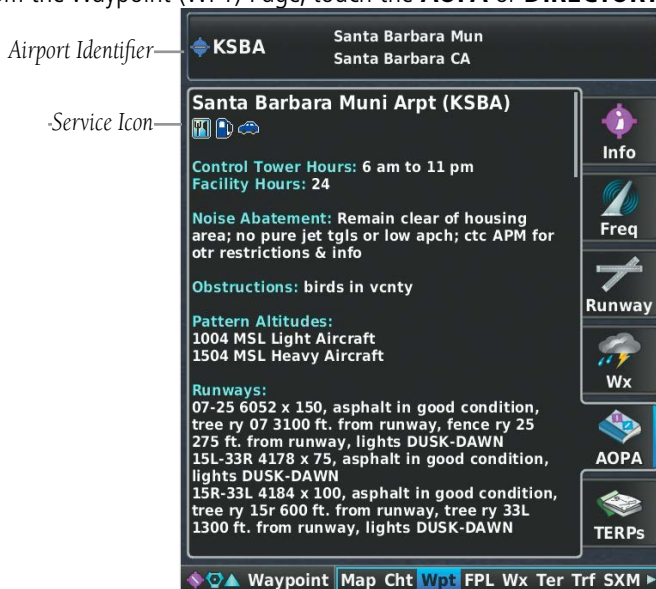 om the Waypoint (WPT) Page, touch the AOPA or DIRECTORY
Airport Identifier
KSBA
Santa Barbara Mun
Santa Barbara CA
Service Icon
Santa Barbara Muni Arpt (KSBA)
Control Tower Hours: 6 am to 11 pm
Facility Hours: 24
Noise Abatement: Remain clear of housing
area; no pure jet tgls or low apch; ctc APM for
otr restrictions & info
Obstructions: birds in vcnty
Pattern Altitudes:
1004 MSL Light Aircraft
1504 MSL Heavy Aircraft
Runways:
07-25 6052 x 150, asphalt in good condition,
tree ry 07 3100 ft. from runway, fence ry 25
275 ft. from runway, lights DUSK-DAWN
15L-33R 4178 x 75, asphalt in good condition,
lights DUSK-DAWN
15R-33L 4184 x 100, asphalt in good condition,
tree ry 15r 600 ft. from runway, tree ry 33L
1300 ft. from runway, lights DUSK-DAWN
Info
Freq
Runway
Wx
AOPA
TERPs
Waypoint Map Cht Wpt FPL Wx Ter Trf SXM